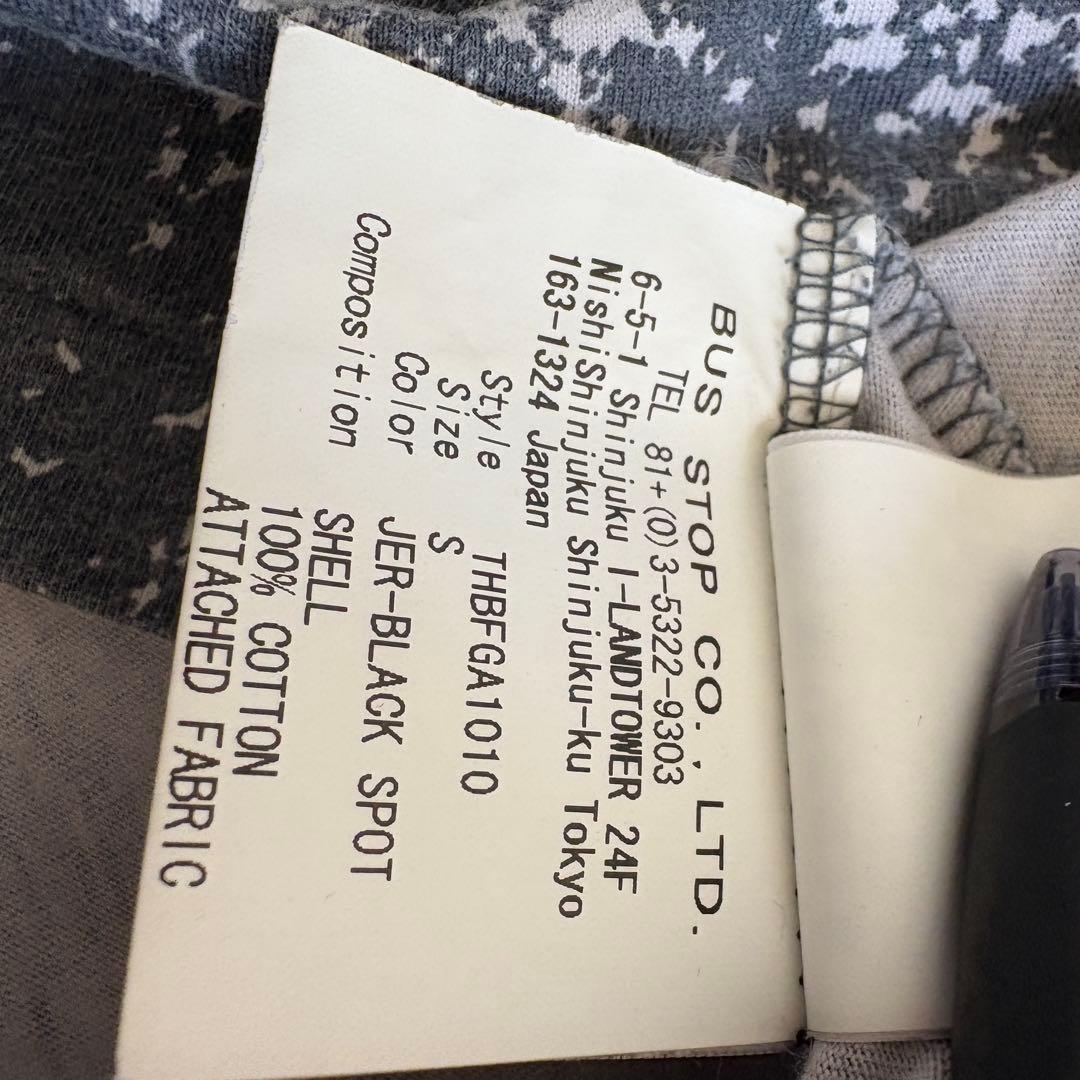 BUS STOP CO., LTD.
TEL 81+(0)3-5322-9303
6-5-1 Shinjuku I-LANDTOWER 24F
NishiShinjuku Shinjuku-ku Tokyo
163-1324 Japan
Style THBFGA1010
Size S
Color JER-BLACK SPOT
Composition SHELL
100% COTTON
ATTACHED FABRIC